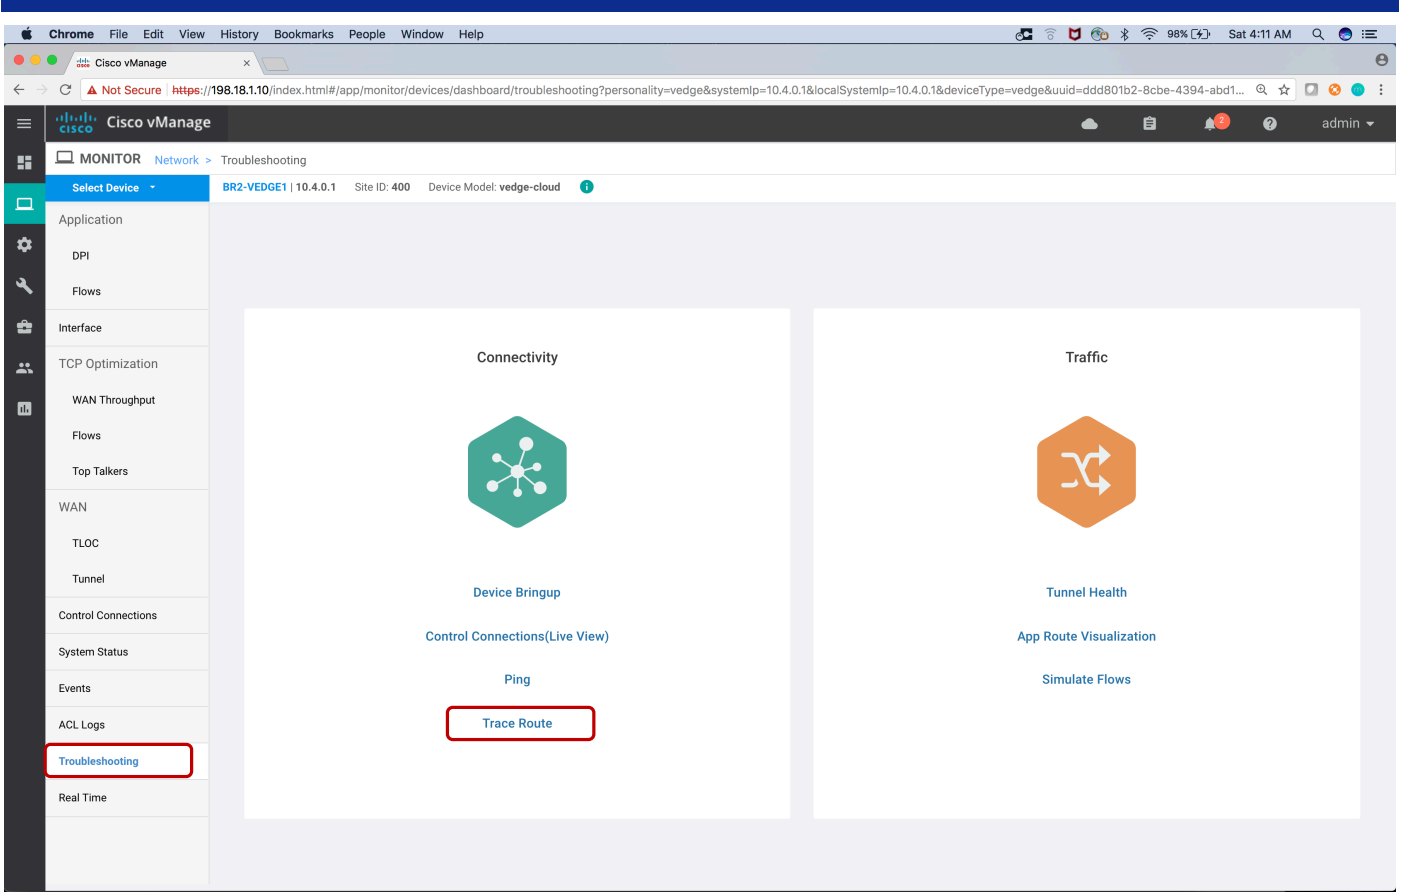 Chrome File Edit View History Bookmarks People Window Help 98% Sat 4:11 AM
Cisco vManage ×
Not Secure https://198.18.1.10/index.html#/app/monitor/devices/dashboard/troubleshooting?personality=vedge&systemIp=10.4.0.1&localSystemIp=10.4.0.1&deviceType=vedge&uuid=ddd801b2-8cbe-4394-abd1...
cisco Cisco vManage 2 admin
MONITOR Network > Troubleshooting
Select Device BR2-VEDGE1 | 10.4.0.1 Site ID: 400 Device Model: vedge-cloud i
Application
DPI
Flows
Interface
TCP Optimization
WAN Throughput
Flows
Top Talkers
WAN
TLOC
Tunnel
Control Connections
System Status
Events
ACL Logs
Troubleshooting
Real Time
Connectivity
Device Bringup
Control Connections(Live View)
Ping
Trace Route
Traffic
Tunnel Health
App Route Visualization
Simulate Flows